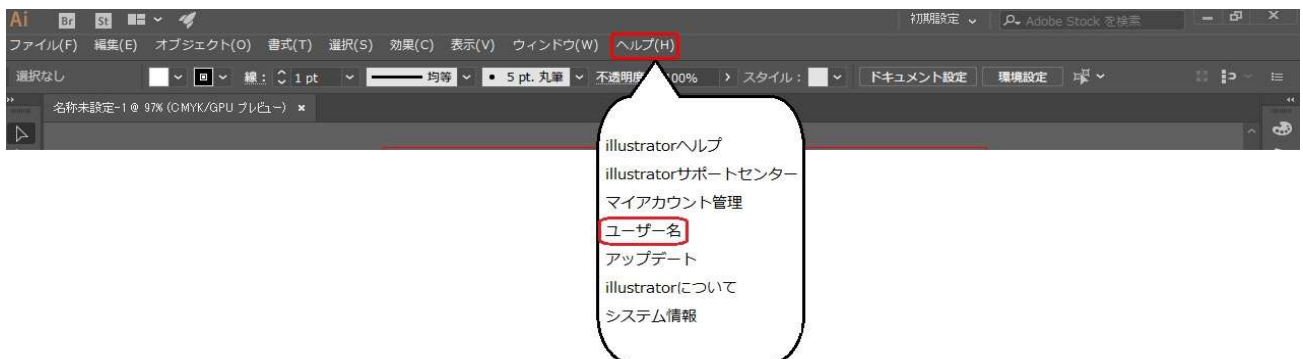 Ai Br St 初期設定 Adobe Stock を検索
ファイル(F) 編集(E) オブジェクト(O) 書式(T) 選択(S) 効果(C) 表示(V) ウィンドウ(W) ヘルプ(H)
選択なし 線: 1 pt 均等 5 pt. 丸筆 不透明度 100% スタイル: ドキュメント設定 環境設定
名称未設定-1 @ 97% (CMYK/GPU プレビュー) ×
illustratorヘルプ
illustratorサポートセンター
マイアカウント管理
ユーザー名
アップデート
illustratorについて
システム情報